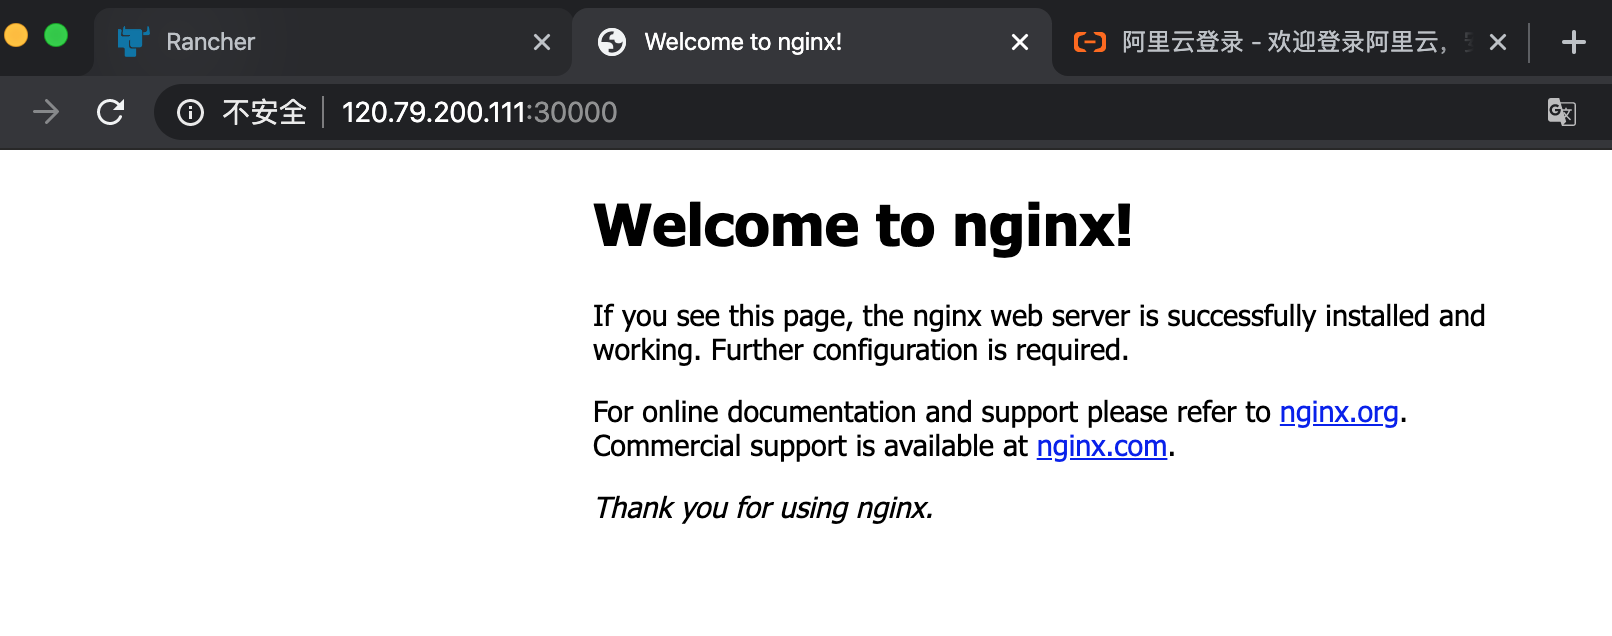 Rancher
Welcome to nginx!
阿里云登录 - 欢迎登录阿里云,
不安全
120.79.200.111:30000
Welcome to nginx!
If you see this page, the nginx web server is successfully installed and
working. Further configuration is required.
For online documentation and support please refer to nginx.org.
Commercial support is available at nginx.com.
Thank you for using nginx.